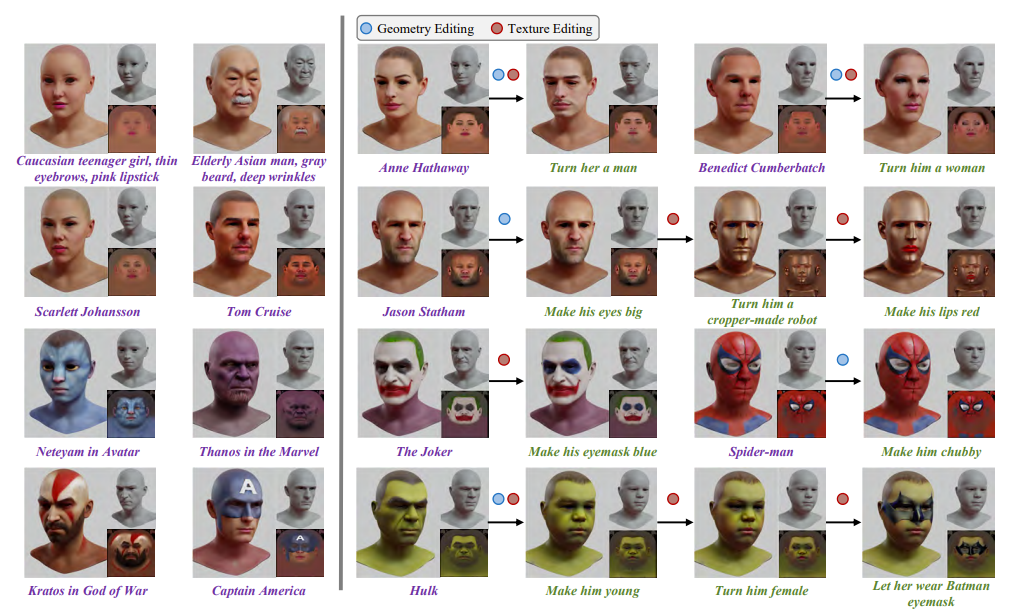 Geometry Editing Texture Editing
Caucasian teenager girl, thin
eyebrows, pink lipstick
Elderly Asian man, gray
beard, deep wrinkles
Anne Hathaway
Turn her a man
Benedict Cumberbatch
Turn him a woman
Scarlett Johansson
Tom Cruise
Jason Statham
Make his eyes big
Turn him a
cropper-made robot
Make his lips red
Neteyam in Avatar
Thanos in the Marvel
The Joker
Make his eyemask blue
Spider-man
Make him chubby
A
A
Kratos in God of War
Captain America
Hulk
Make him young
Turn him female
Let her wear Batman
eyemask